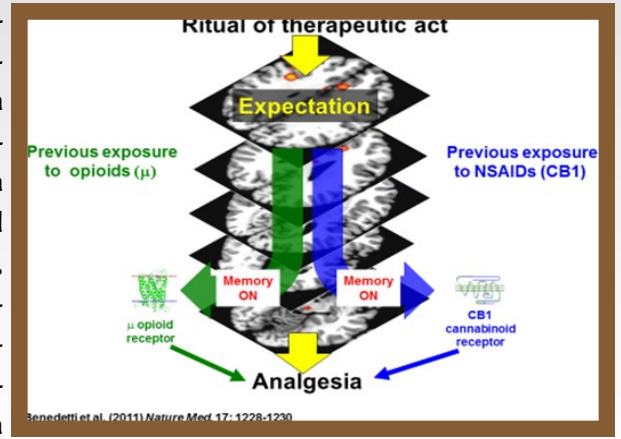 Ritual of therapeutic act
Expectation
Previous exposure
to opioids (µ)
Previous exposure
to NSAIDs (CB1)
Memory
ON
Memory
ON
µ opioid
receptor
CB1
cannabinoid
receptor
Analgesia
Benedetti et al. (2011) Nature Med. 17: 1228-1230